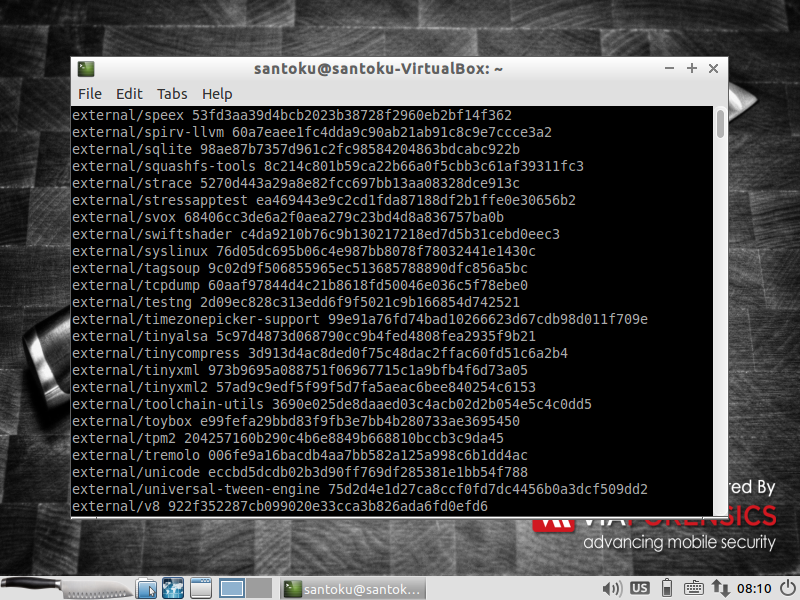 santoku@santoku-VirtualBox: ~
File Edit Tabs Help
external/speex 53fd3aa39d4bcb2023b38728f2960eb2bf14f362
external/spirv-llvm 60a7eaee1fc4dda9c90ab21ab91c8c9e7ccce3a2
external/sqlite 98ae87b7357d961c2fc98584204863bdcabc922b
external/squashfs-tools 8c214c801b59ca22b66a0f5cbb3c61af39311fc3
external/strace 5270d443a29a8e82fcc697bb13aa08328dce913c
external/stressapptest ea469443e9c2cd1fda87188df2b1ffe0e30656b2
external/svox 68406cc3de6a2f0aea279c23bd4d8a836757ba0b
external/swiftshader c4da9210b76c9b130217218ed7d5b31cebd0eec3
external/syslinux 76d05dc695b06c4e987bb8078f78032441e1430c
external/tagsoup 9c02d9f506855965ec513685788890dfc856a5bc
external/tcpdump 60aaf97844d4c21b8618fd50046e036c5f78ebe0
external/testng 2d09ec828c313edd6f9f5021c9b166854d742521
external/timezonepicker-support 99e91a76fd74bad10266623d67cdb98d011f709e
external/tinyalsa 5c97d4873d068790cc9b4fed4808fea2935f9b21
external/tinycompress 3d913d4ac8ded0f75c48dac2ffac60fd51c6a2b4
external/tinyxml 973b9695a088751f06967715c1a9bfb4f6d73a05
external/tinyxml2 57ad9c9edf5f99f5d7fa5aeac6bee840254c6153
external/toolchain-utils 3690e025de8daaed03c4acb02d2b054e5c4c0dd5
external/toybox e99fefa29bbd83f9fb3e7bb4b280733ae3695450
external/tpm2 204257160b290c4b6e8849b668810bccb3c9da45
external/tremolo 006fe9a16bacdb4aa7bb582a125a998c6b1dd4ac
external/unicode eccbd5dcdb02b3d90ff769df285381e1bb54f788
external/universal-tween-engine 75d2d4e1d27ca8ccf0fd7dc4456b0a3dcf509dd2
external/v8 922f352287cb099020e33cca3b826ada6fd0efd6
red By
VIAFORENSICS
advancing mobile security
santoku@santok...
US
08:10